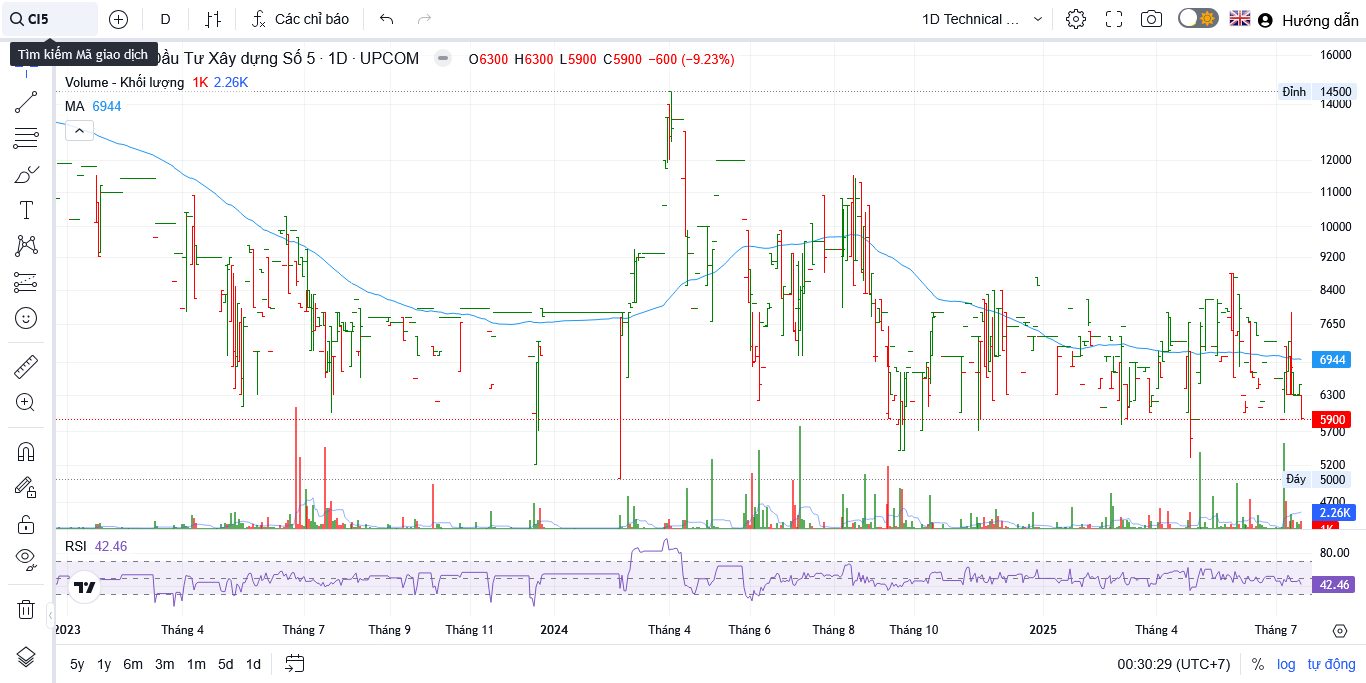 CI5
D
Các chỉ báo
1D Technical ...
Hướng dẫn
Tìm kiếm Mã giao dịch
Đầu Tư Xây dựng Số 5 · 1D · UPCOM
O6300 H6300 L5900 C5900 −600 (−9.23%)
Volume - Khối lượng 1K 2.26K
MA 6944
16000
Đỉnh 14500
14000
12000
11000
10000
9200
8400
7650
6944
6300
5900
5700
5200
Đáy 5000
4700
2.26K
1K
RSI 42.46
80.00
42.46
2023 Tháng 4 Tháng 7 Tháng 9 Tháng 11 2024 Tháng 4 Tháng 6 Tháng 8 Tháng 10 2025 Tháng 4 Tháng 7
5y 1y 6m 3m 1m 5d 1d
00:30:29 (UTC+7) % log tự động